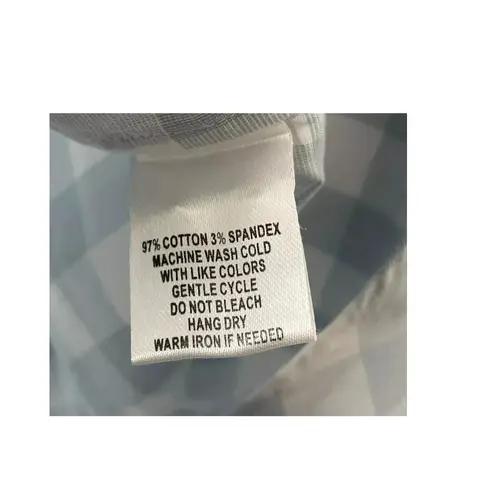 97% COTTON 3% SPANDEX
MACHINE WASH COLD
WITH LIKE COLORS
GENTLE CYCLE
DO NOT BLEACH
HANG DRY
WARM IRON IF NEEDED